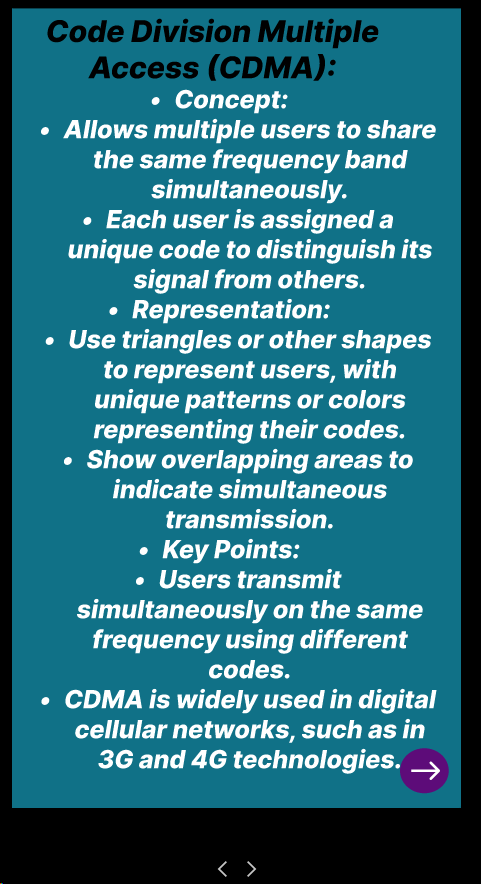 Code Division Multiple
Access (CDMA):
• Concept:
• Allows multiple users to share
the same frequency band
simultaneously.
• Each user is assigned a
unique code to distinguish its
signal from others.
• Representation:
• Use triangles or other shapes
to represent users, with
unique patterns or colors
representing their codes.
• Show overlapping areas to
indicate simultaneous
transmission.
• Key Points:
• Users transmit
simultaneously on the same
frequency using different
codes.
• CDMA is widely used in digital
cellular networks, such as in
3G and 4G technologies.